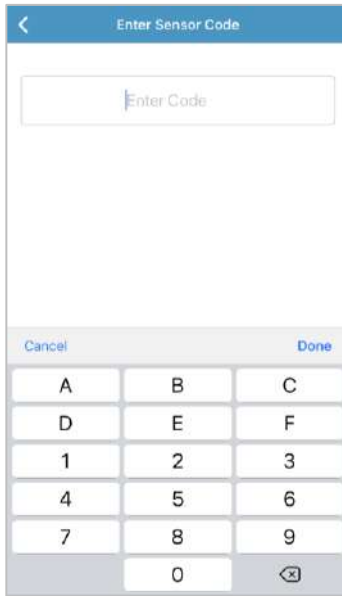 Enter Sensor Code
Enter Code
Cancel Done
A B C
D E F
1 2 3
4 5 6
7 8 9
0